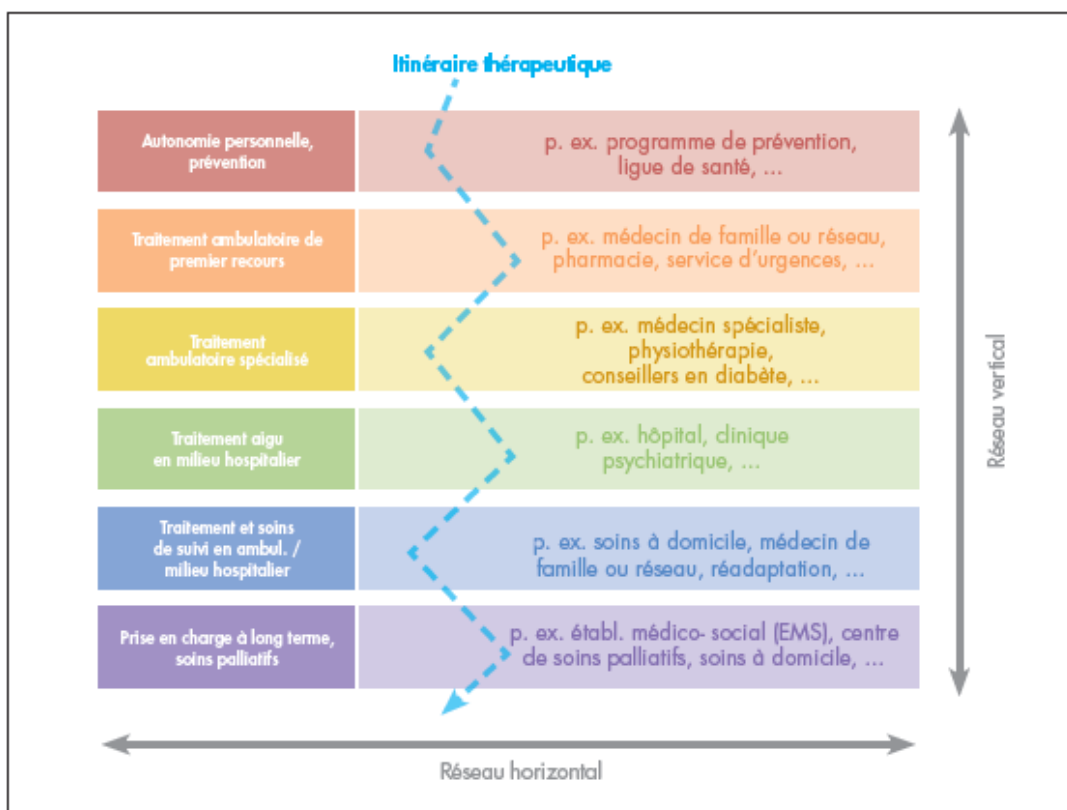 Itinéraire thérapeutique
Autonomie personnelle,
prévention
p. ex. programme de prévention,
ligue de santé, ...
Traitement ambulatoire de
premier recours
p. ex. médecin de famille ou réseau,
pharmacie, service d'urgences, ...
Traitement
ambulatoire spécialisé
p. ex. médecin spécialiste,
physiothérapie,
conseillers en diabète, ...
Traitement aigu
en milieu hospitalier
p. ex. hôpital, clinique
psychiatrique, ...
Traitement et soins
de suivi en ambul. /
milieu hospitalier
p. ex. soins à domicile, médecin de
famille ou réseau, réadaptation, ...
Prise en charge à long terme,
soins palliatifs
p. ex. établ. médico- social (EMS), centre
de soins palliatifs, soins à domicile, ...
Réseau vertical
Réseau horizontal